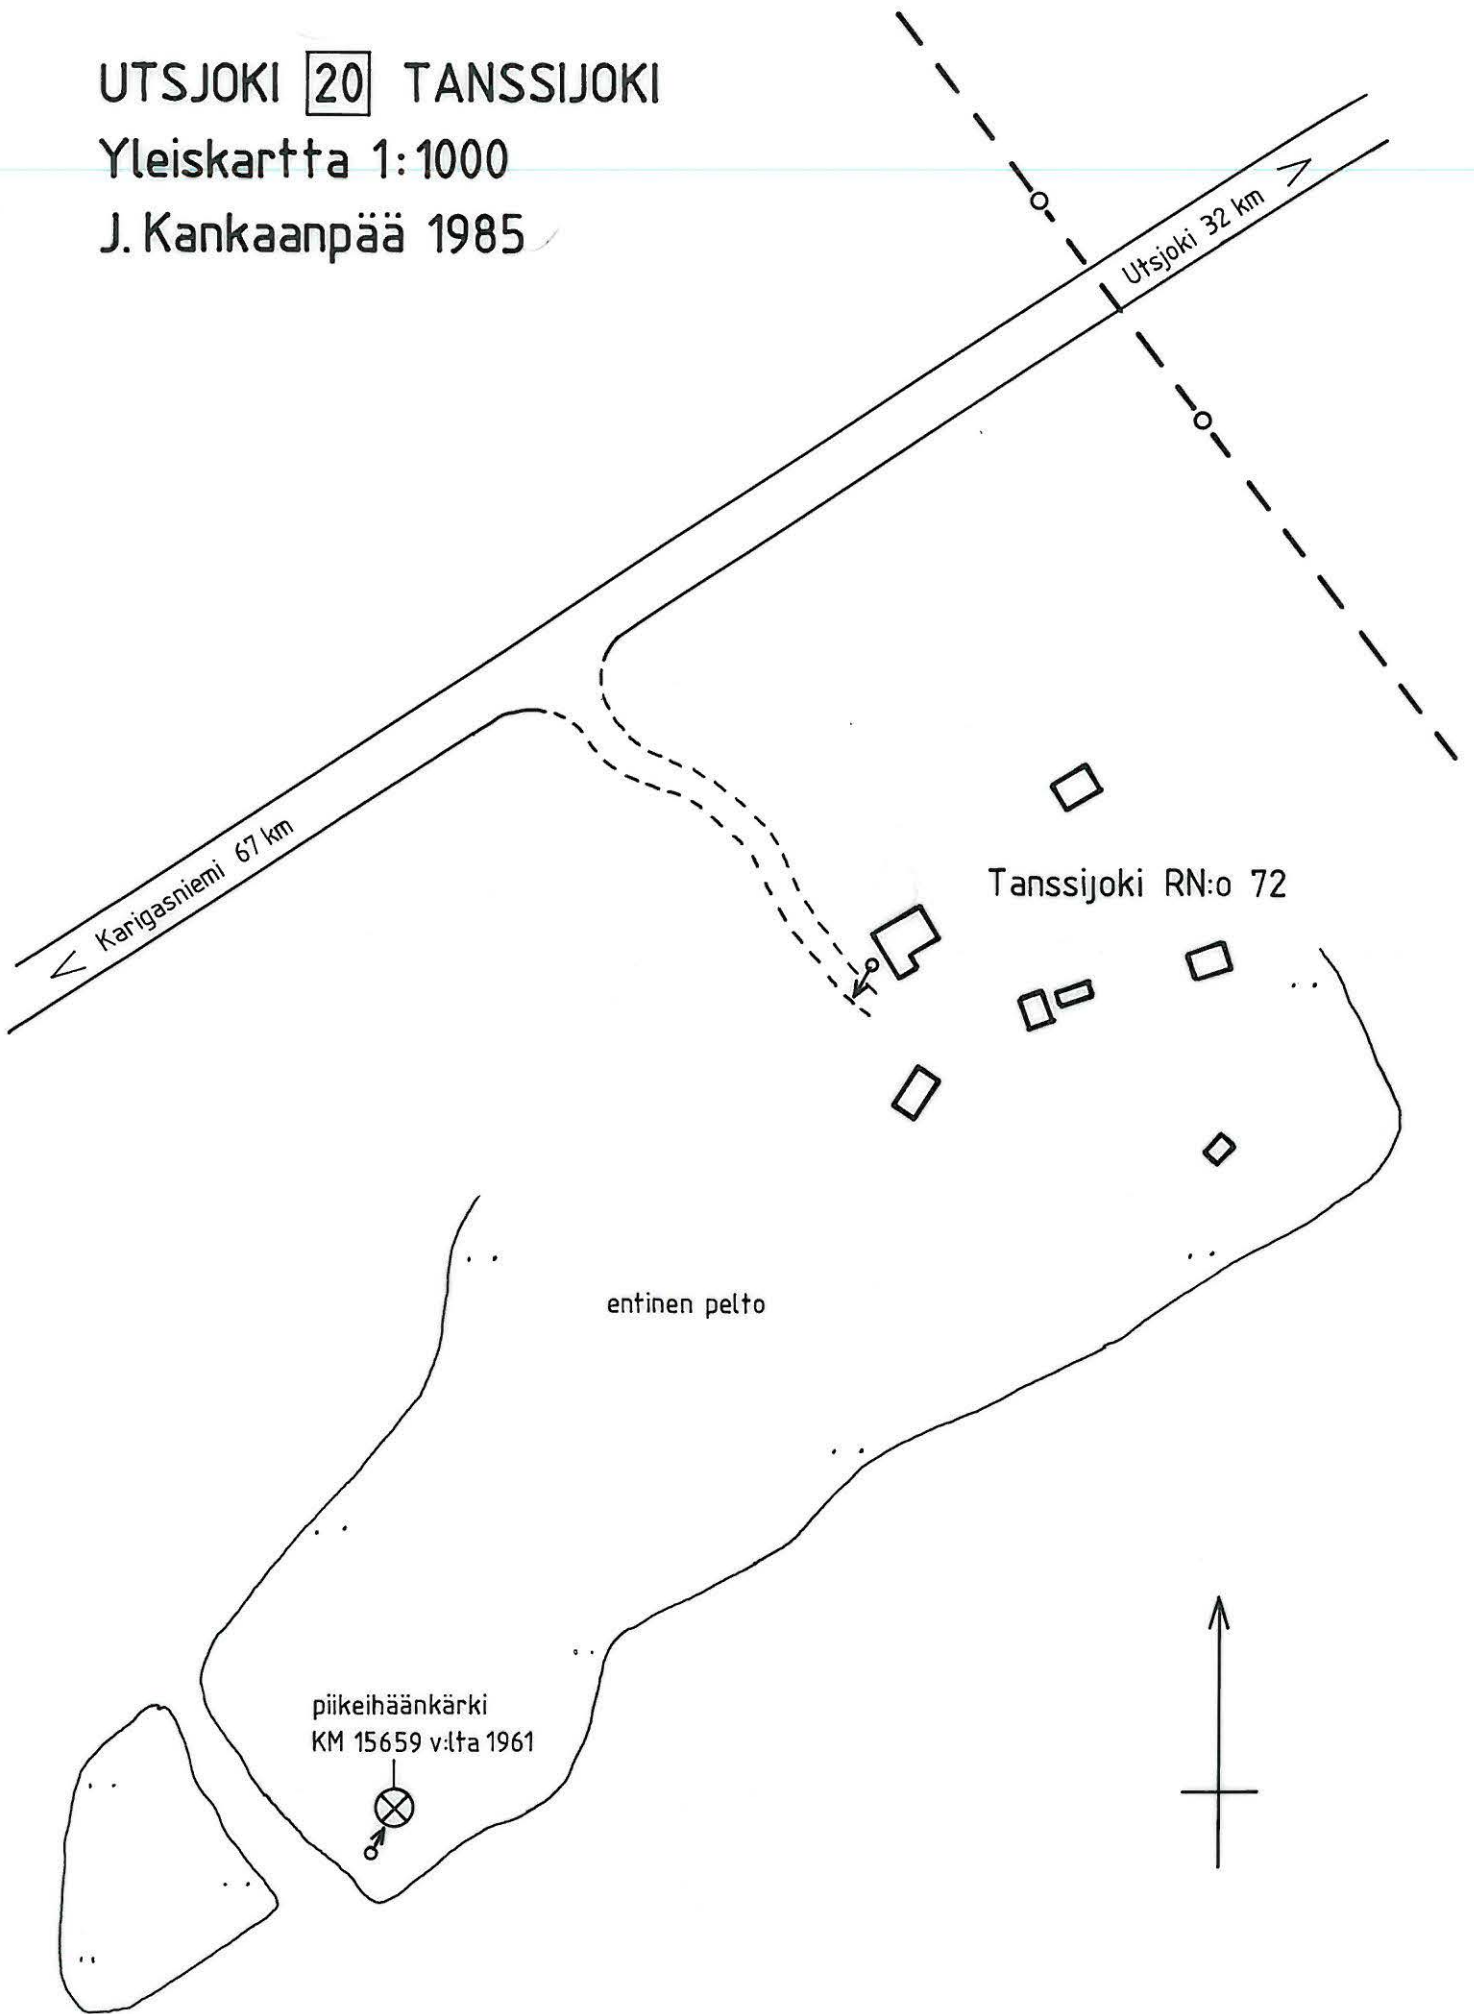 UTSJOKI 20 TANSSIJOKI
Yleiskartta 1:1000
J. Kankaanpää 1985
Utsjoki 32 km
Karigasniemi 67 km
Tanssijoki RN:o 72
entinen pelto
piikeihäänkärki
KM 15659 v:lta 1961